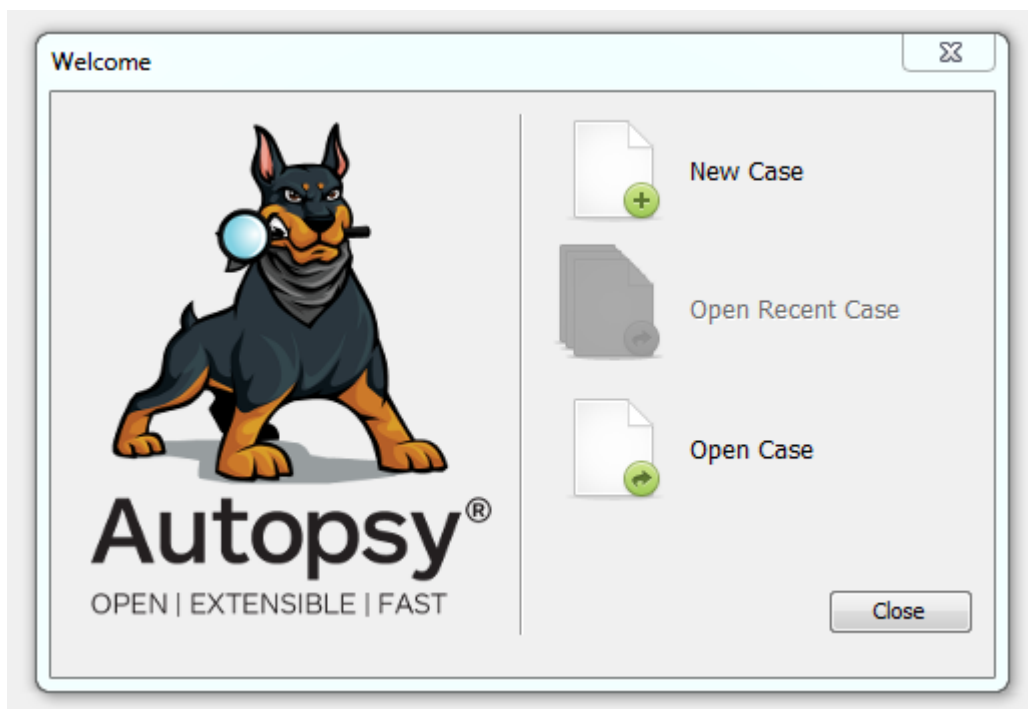 Welcome
New Case
Open Recent Case
Open Case
Autopsy®
OPEN | EXTENSIBLE | FAST
Close